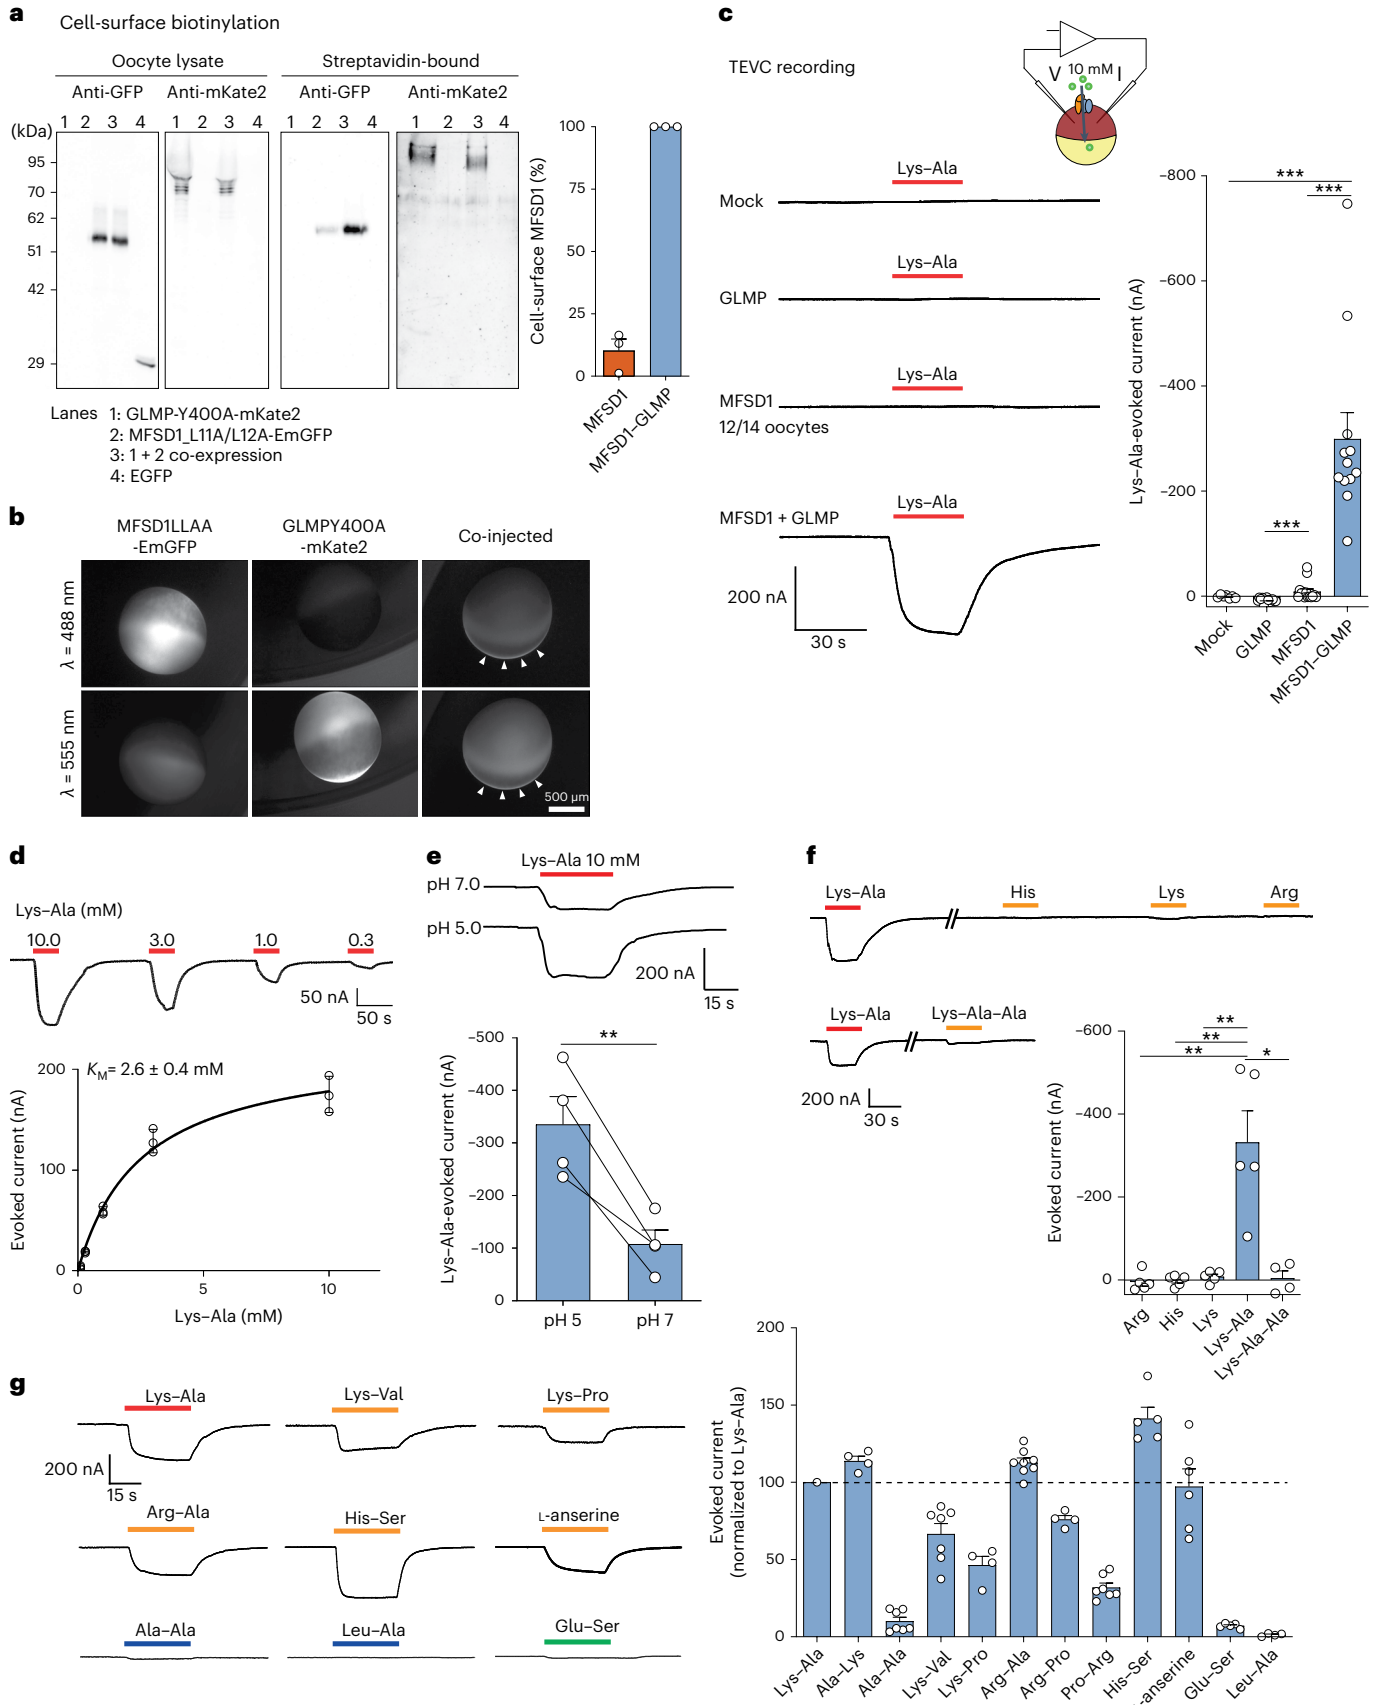 a
Cell-surface biotinylation
Oocyte lysate
Streptavidin-bound
Anti-GFP
Anti-mKate2
Anti-GFP
Anti-mKate2
(kDa)
1 2 3 4
1 2 3 4
1 2 3 4
1 2 3 4
95
70
62
51
42
29
Cell-surface MFSD1 (%)
100
75
50
25
0
MFSD1
MFSD1–GLMP
Lanes 1: GLMP-Y400A-mKate2
2: MFSD1_L11A/L12A-EmGFP
3: 1 + 2 co-expression
4: EGFP
b
MFSD1LLAA
-EmGFP
GLMPY400A
-mKate2
Co-injected
λ = 488 nm
λ = 555 nm
500 µm
c
TEVC recording
V 10 mM I
Lys–Ala
Mock
Lys–Ala
GLMP
Lys–Ala
MFSD1
12/14 oocytes
Lys–Ala
MFSD1 + GLMP
200 nA
30 s
Lys–Ala-evoked current (nA)
–800
–600
–400
–200
0
***
***
***
Mock
GLMP
MFSD1
MFSD1–GLMP
d
Lys–Ala (mM)
10.0
3.0
1.0
0.3
50 nA
50 s
KM= 2.6 ± 0.4 mM
Evoked current (nA)
200
100
0
0
5
10
Lys–Ala (mM)
e
Lys–Ala 10 mM
pH 7.0
pH 5.0
200 nA
15 s
Lys–Ala-evoked current (nA)
–500
–400
–300
–200
–100
0
**
pH 5
pH 7
f
Lys–Ala
His
Lys
Arg
Lys–Ala
Lys–Ala–Ala
200 nA
30 s
Evoked current (nA)
–600
–400
–200
0
**
**
**
*
Arg
His
Lys
Lys–Ala
Lys–Ala–Ala
g
Lys–Ala
Lys–Val
Lys–Pro
200 nA
15 s
Arg–Ala
His–Ser
L-anserine
Ala–Ala
Leu–Ala
Glu–Ser
Evoked current
(normalized to Lys–Ala)
200
150
100
50
0
Lys–Ala
Ala–Lys
Ala–Ala
Lys–Val
Lys–Pro
Arg–Ala
Arg–Pro
Pro–Arg
His–Ser
-anserine
Glu–Ser
Leu–Ala